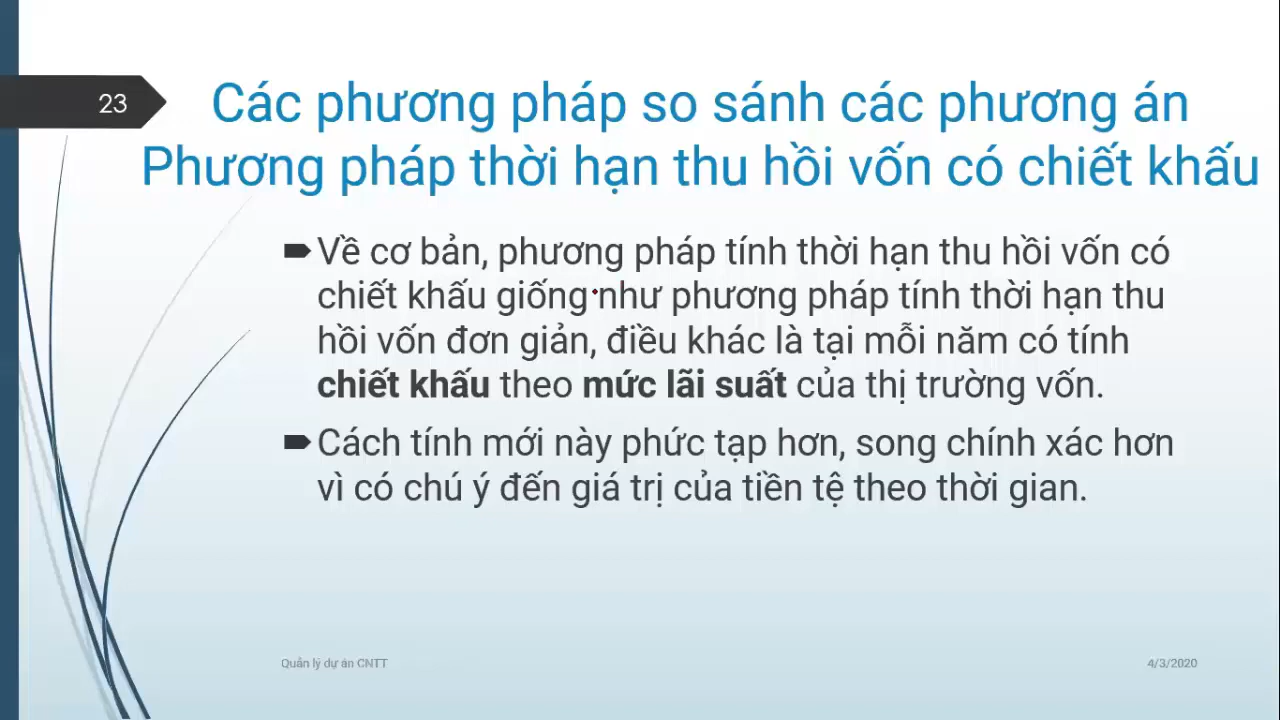 23
Các phương pháp so sánh các phương án
Phương pháp thời hạn thu hồi vốn có chiết khấu
Về cơ bản, phương pháp tính thời hạn thu hồi vốn có
chiết khấu giống như phương pháp tính thời hạn thu
hồi vốn đơn giản, điều khác là tại mỗi năm có tính
chiết khấu theo mức lãi suất của thị trường vốn.
Cách tính mới này phức tạp hơn, song chính xác hơn
vì có chú ý đến giá trị của tiền tệ theo thời gian.
Quản lý dự án CNTT
4/3/2020